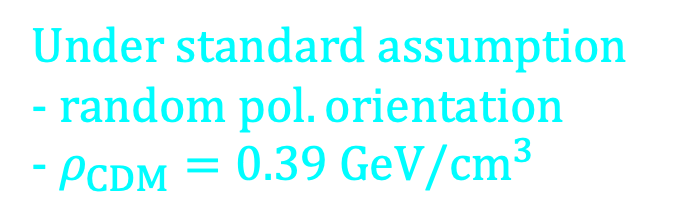 Under standard assumption
- random pol. orientation
- ρCDM = 0.39 GeV/cm³